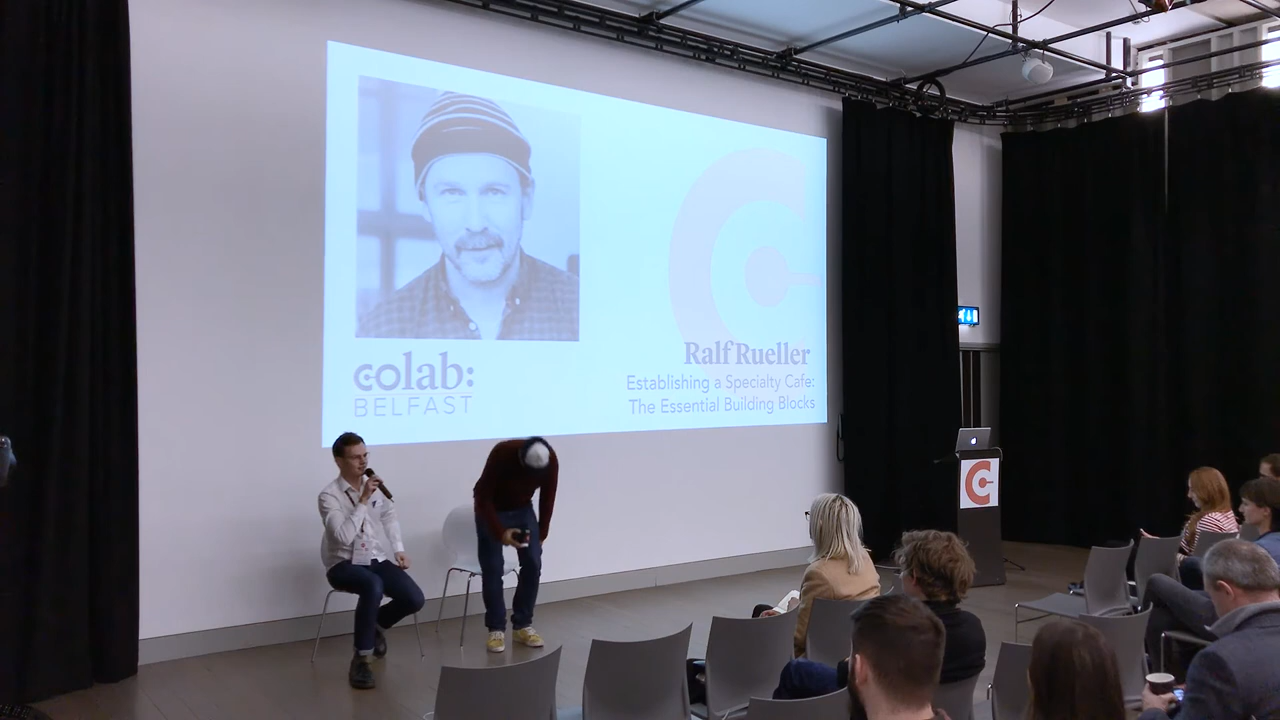 colab:
BELFAST
Ralf Rueller
Establishing a Specialty Cafe:
The Essential Building Blocks